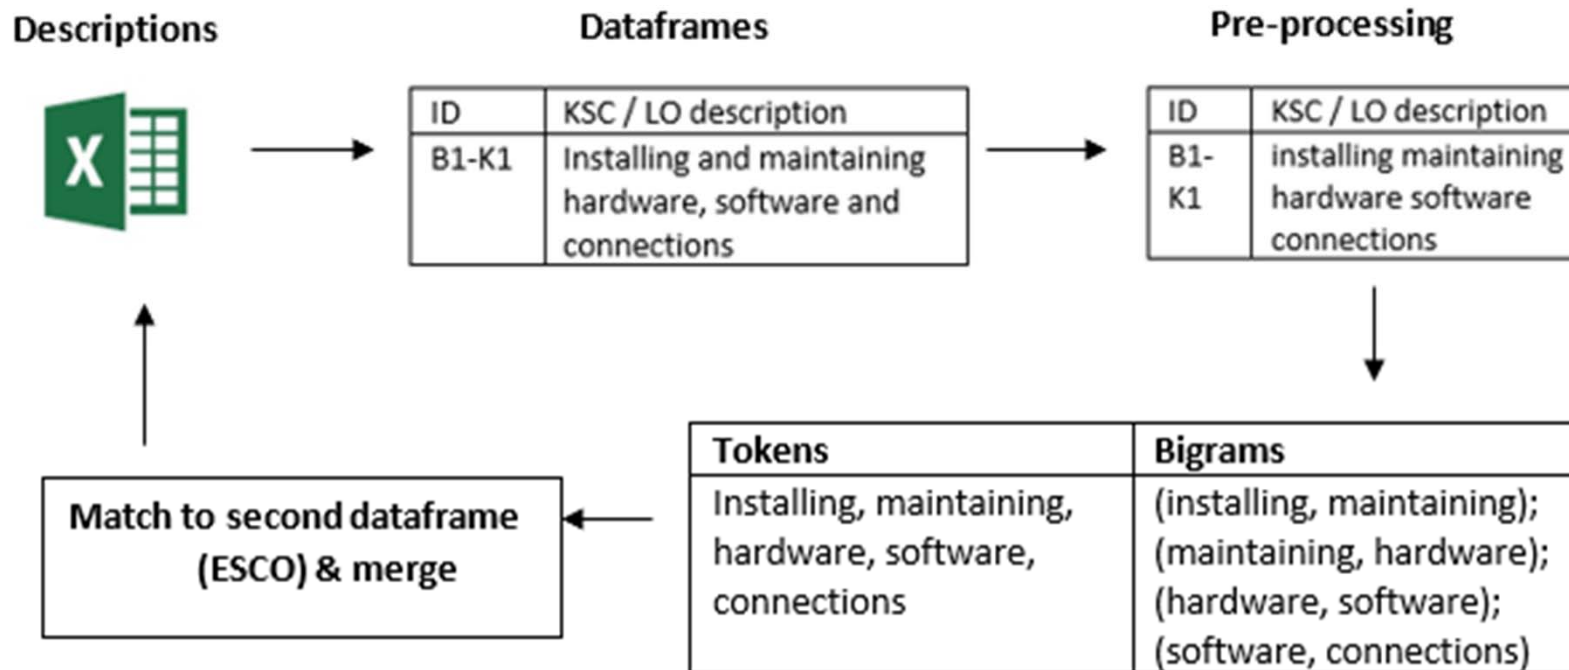 Descriptions
Dataframes
Pre-processing
X
ID
KSC / LO description
B1-K1
Installing and maintaining
hardware, software and
connections
ID
KSC / LO description
B1-
K1
installing maintaining
hardware software
connections
Tokens
Bigrams
Installing, maintaining,
hardware, software,
connections
(installing, maintaining);
(maintaining, hardware);
(hardware, software);
(software, connections)
Match to second dataframe
(ESCO) & merge